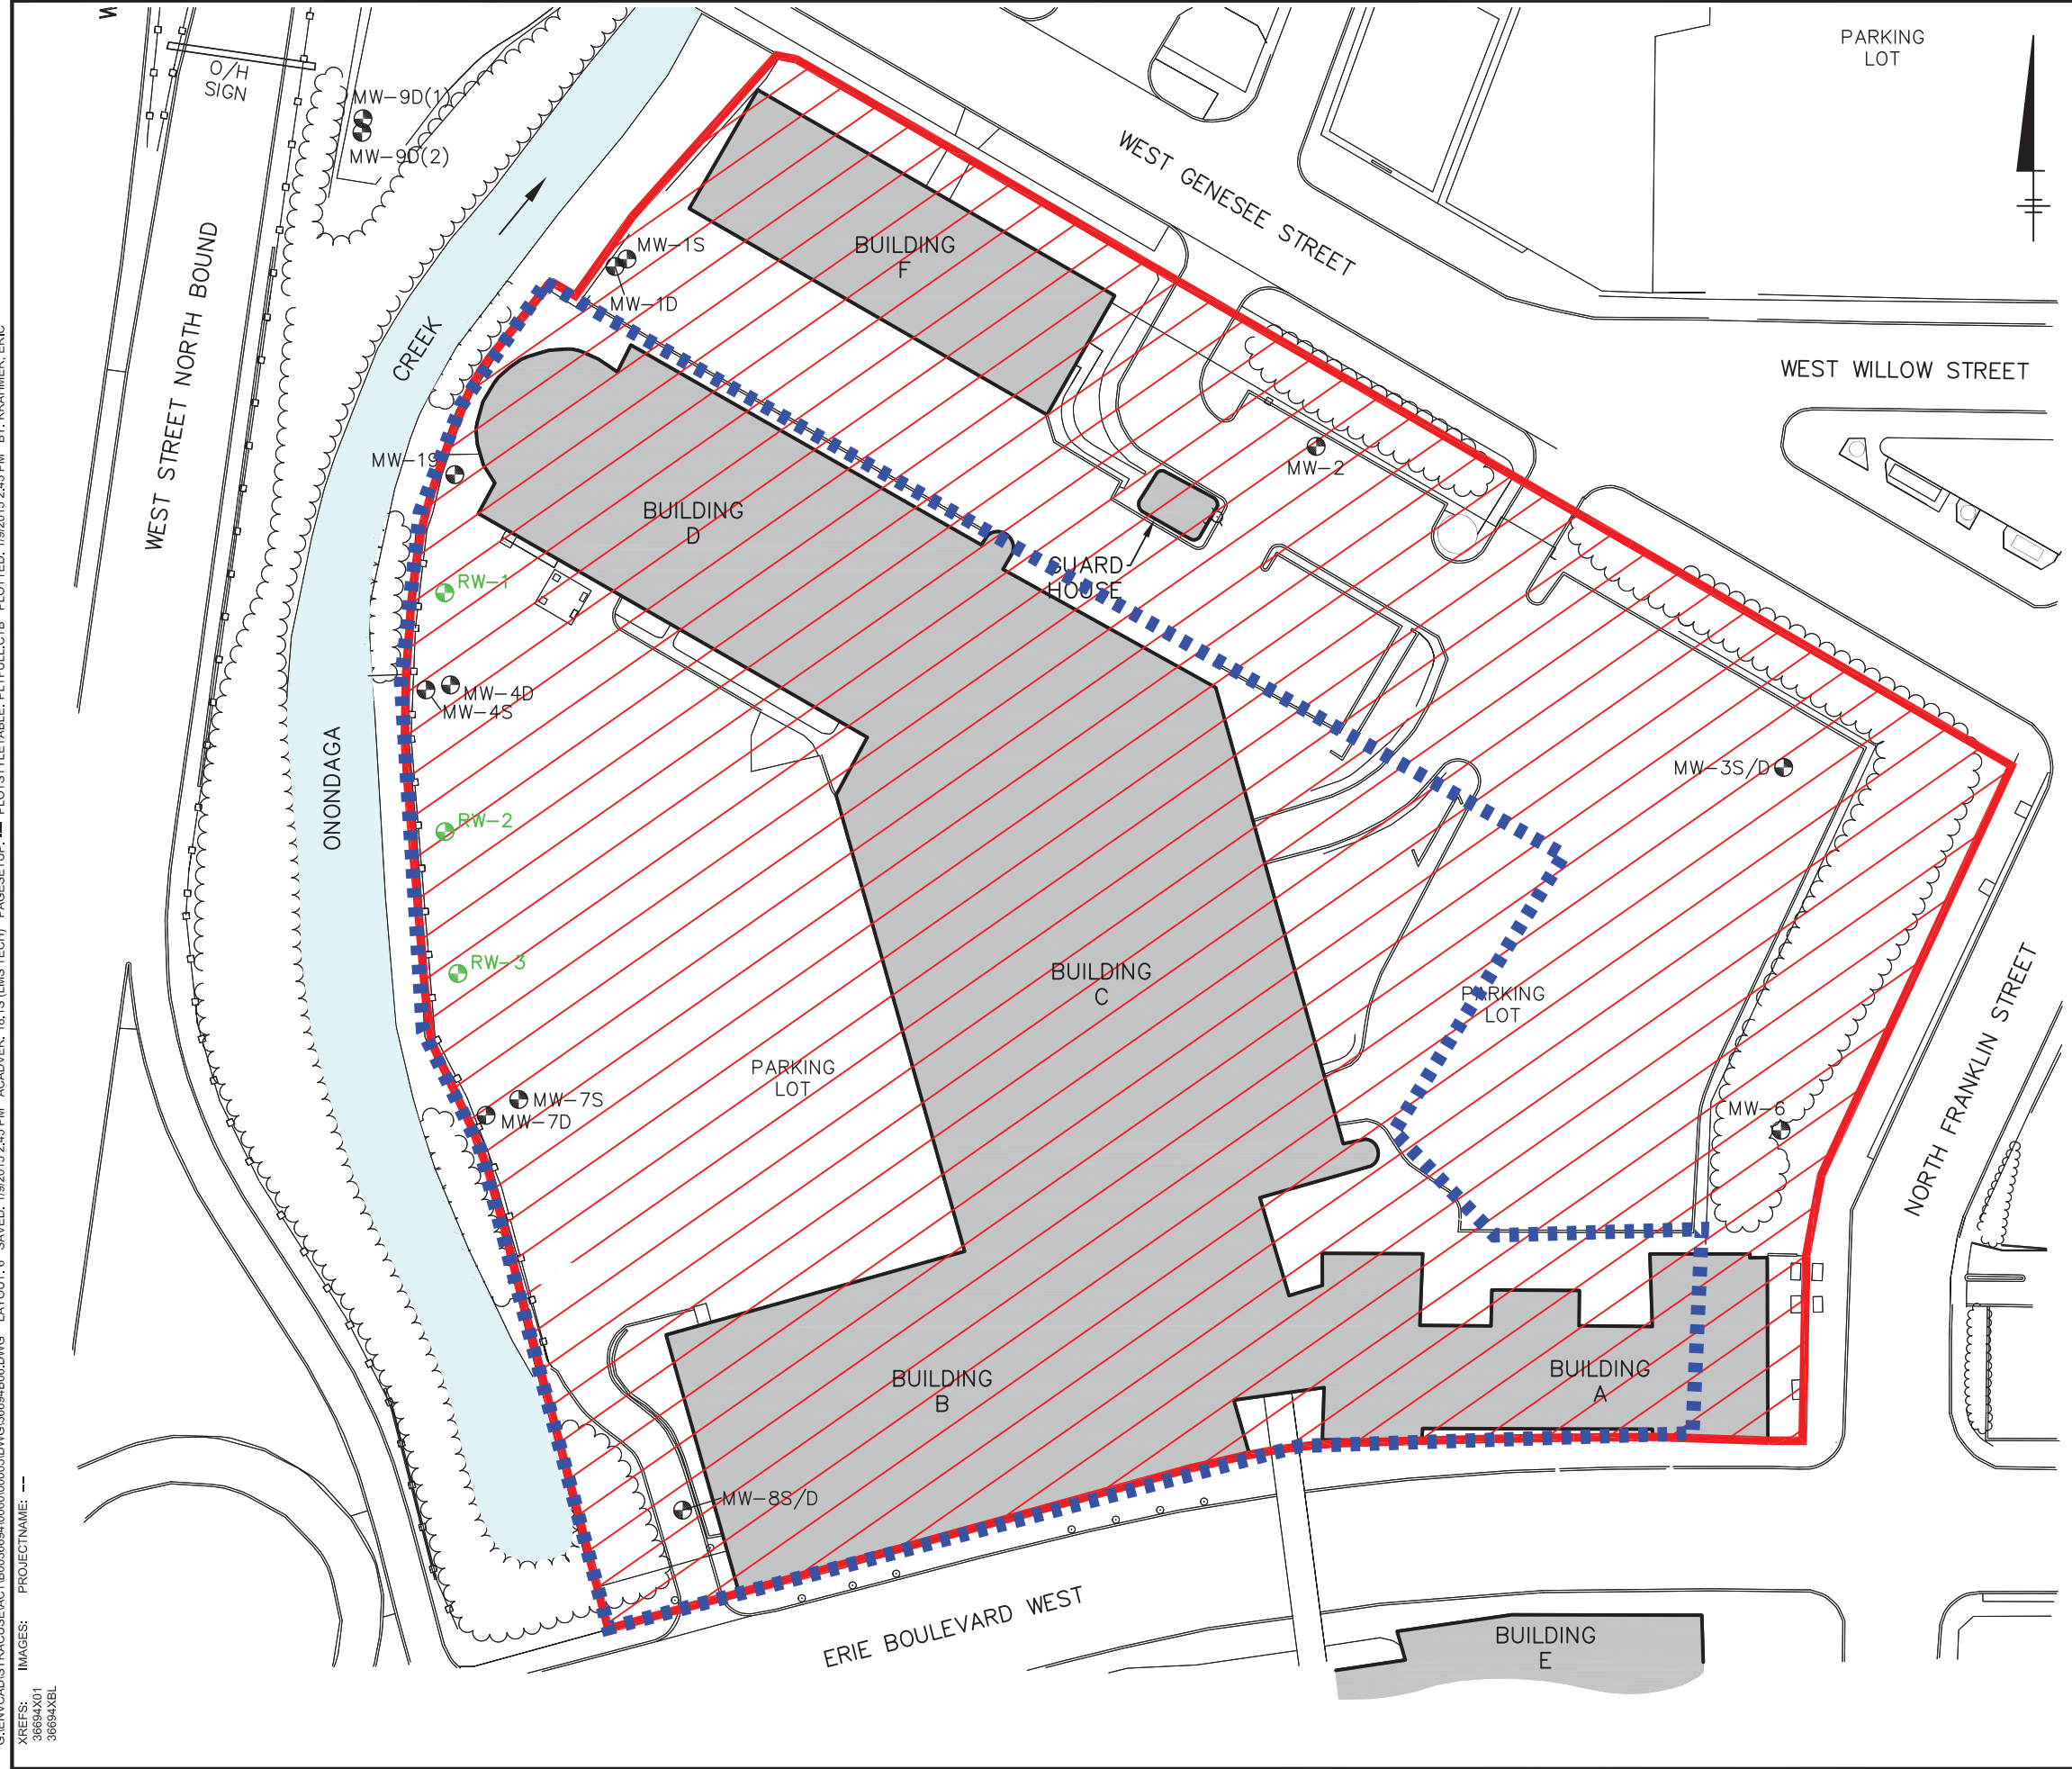 W
O/H
SIGN
MW-9D(1)
MW-9D(2)
WEST STREET NORTH BOUND
CREEK
ONONDAGA
PARKING
LOT
WEST GENESEE STREET
WEST WILLOW STREET
MW-1S
MW-1D
BUILDING
F
MW-2
MW-19
BUILDING
D
GUARD
HOUSE
RW-1
MW-4D
MW-4S
MW-3S/D
RW-2
RW-3
BUILDING
C
PARKING
LOT
PARKING
LOT
MW-7S
MW-7D
MW-6
NORTH FRANKLIN STREET
BUILDING
B
BUILDING
A
MW-8S/D
ERIE BOULEVARD WEST
BUILDING
E
XREFS:
36694X01
36694XBL
IMAGES:
PROJECTNAME: ---